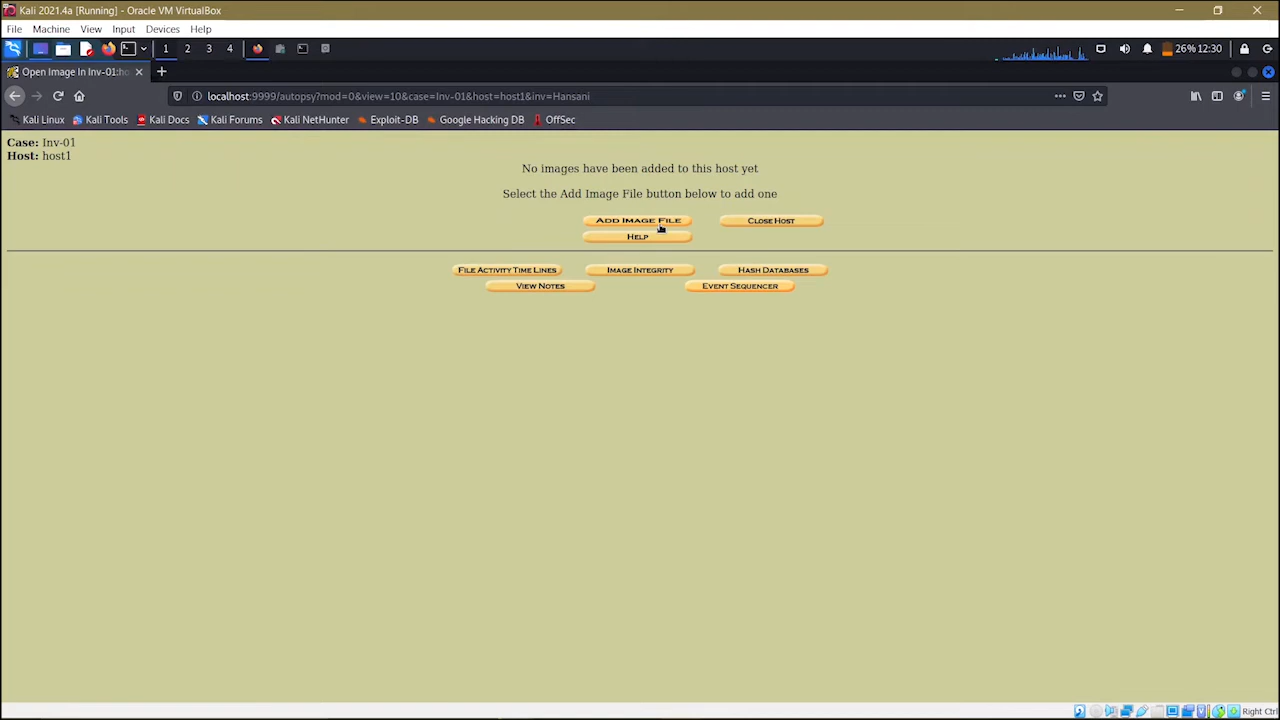 Kali 2021.4a [Running] - Oracle VM VirtualBox
File Machine View Input Devices Help
1 2 3 4 26% 12:30
Open Image In Inv-01:ho
localhost:9999/autopsy?mod=0&view=10&case=Inv-01&host=host1&inv=Hansani
Kali Linux Kali Tools Kali Docs Kali Forums Kali NetHunter Exploit-DB Google Hacking DB OffSec
Case: Inv-01
Host: host1
No images have been added to this host yet
Select the Add Image File button below to add one
ADD IMAGE FILE CLOSE HOST
HELP
FILE ACTIVITY TIME LINES IMAGE INTEGRITY HASH DATABASES
VIEW NOTES EVENT SEQUENCER
Right Ctrl